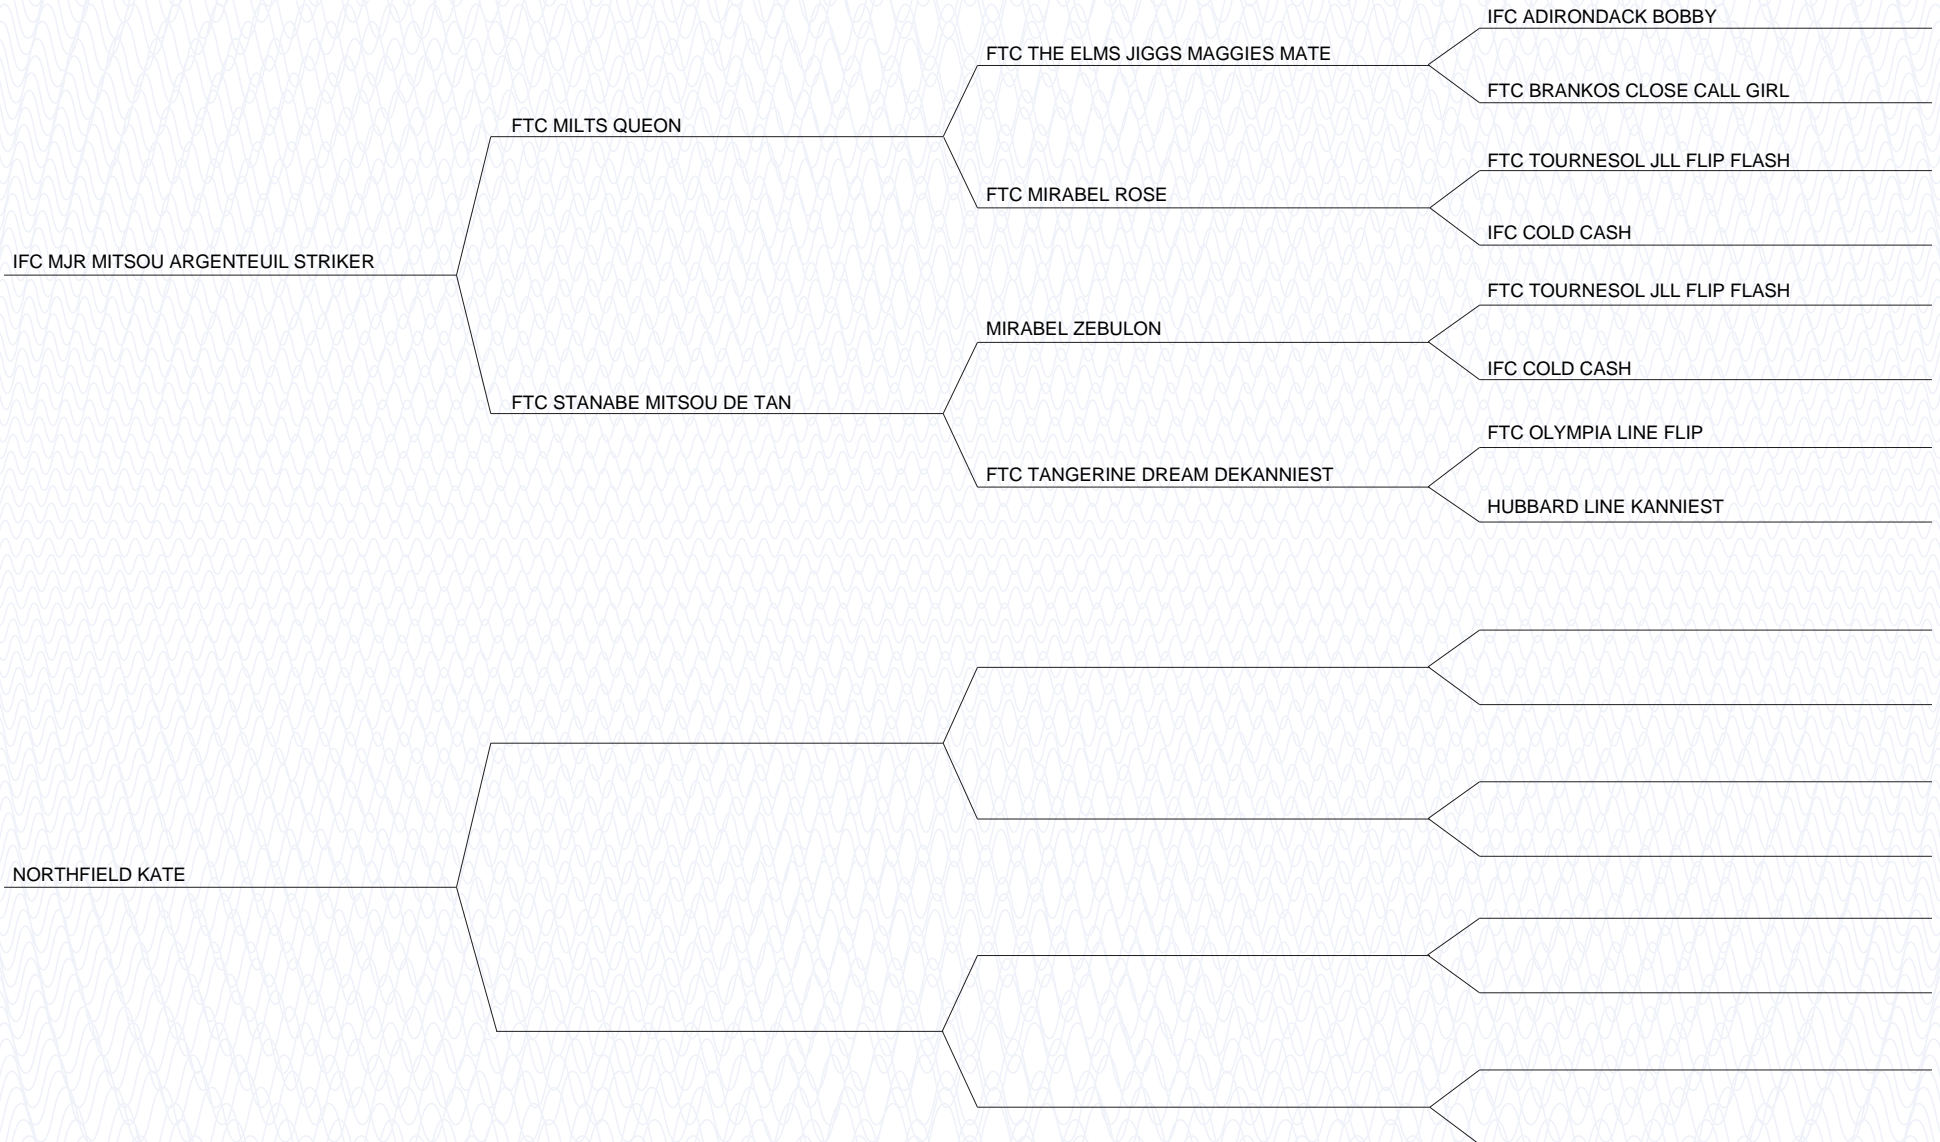 IFC ADIRONDACK BOBBY
FTC THE ELMS JIGGS MAGGIES MATE
FTC BRANKOS CLOSE CALL GIRL
FTC MILTS QUEON
FTC TOURNESOL JLL FLIP FLASH
FTC MIRABEL ROSE
IFC COLD CASH
IFC MJR MITSOU ARGENTEUIL STRIKER
FTC TOURNESOL JLL FLIP FLASH
MIRABEL ZEBULON
IFC COLD CASH
FTC STANABE MITSOU DE TAN
FTC OLYMPIA LINE FLIP
FTC TANGERINE DREAM DEKANNIEST
HUBBARD LINE KANNIEST
NORTHFIELD KATE